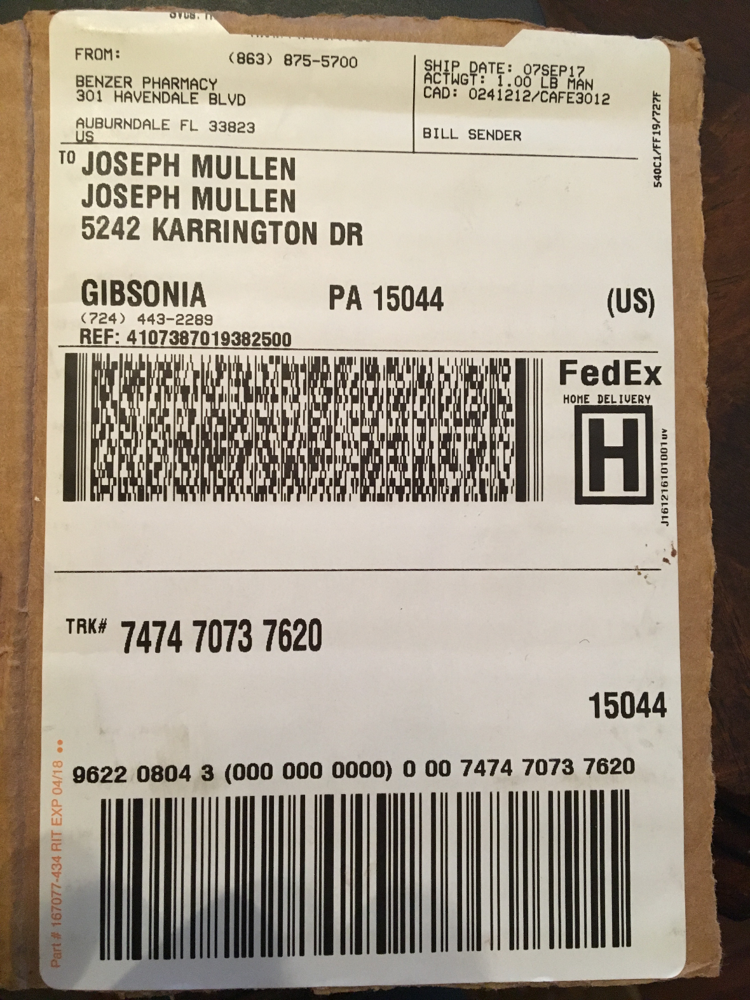 FROM: (863) 875-5700
BENZER PHARMACY
301 HAVENDALE BLVD
AUBURNDALE FL 33823
US
SHIP DATE: 07SEP17
ACTWGT: 1.00 LB MAN
CAD: 0241212/CAFE3012
BILL SENDER
540C1/FF19/727F
TO JOSEPH MULLEN
JOSEPH MULLEN
5242 KARRINGTON DR
GIBSONIA PA 15044 (US)
(724) 443-2289
REF: 4107387019382500
FedEx
HOME DELIVERY
H
J161216101001uv
TRK# 7474 7073 7620
15044
9622 0804 3 (000 000 0000) 0 00 7474 7073 7620
Part # 167077-434 RIT EXP 04/18